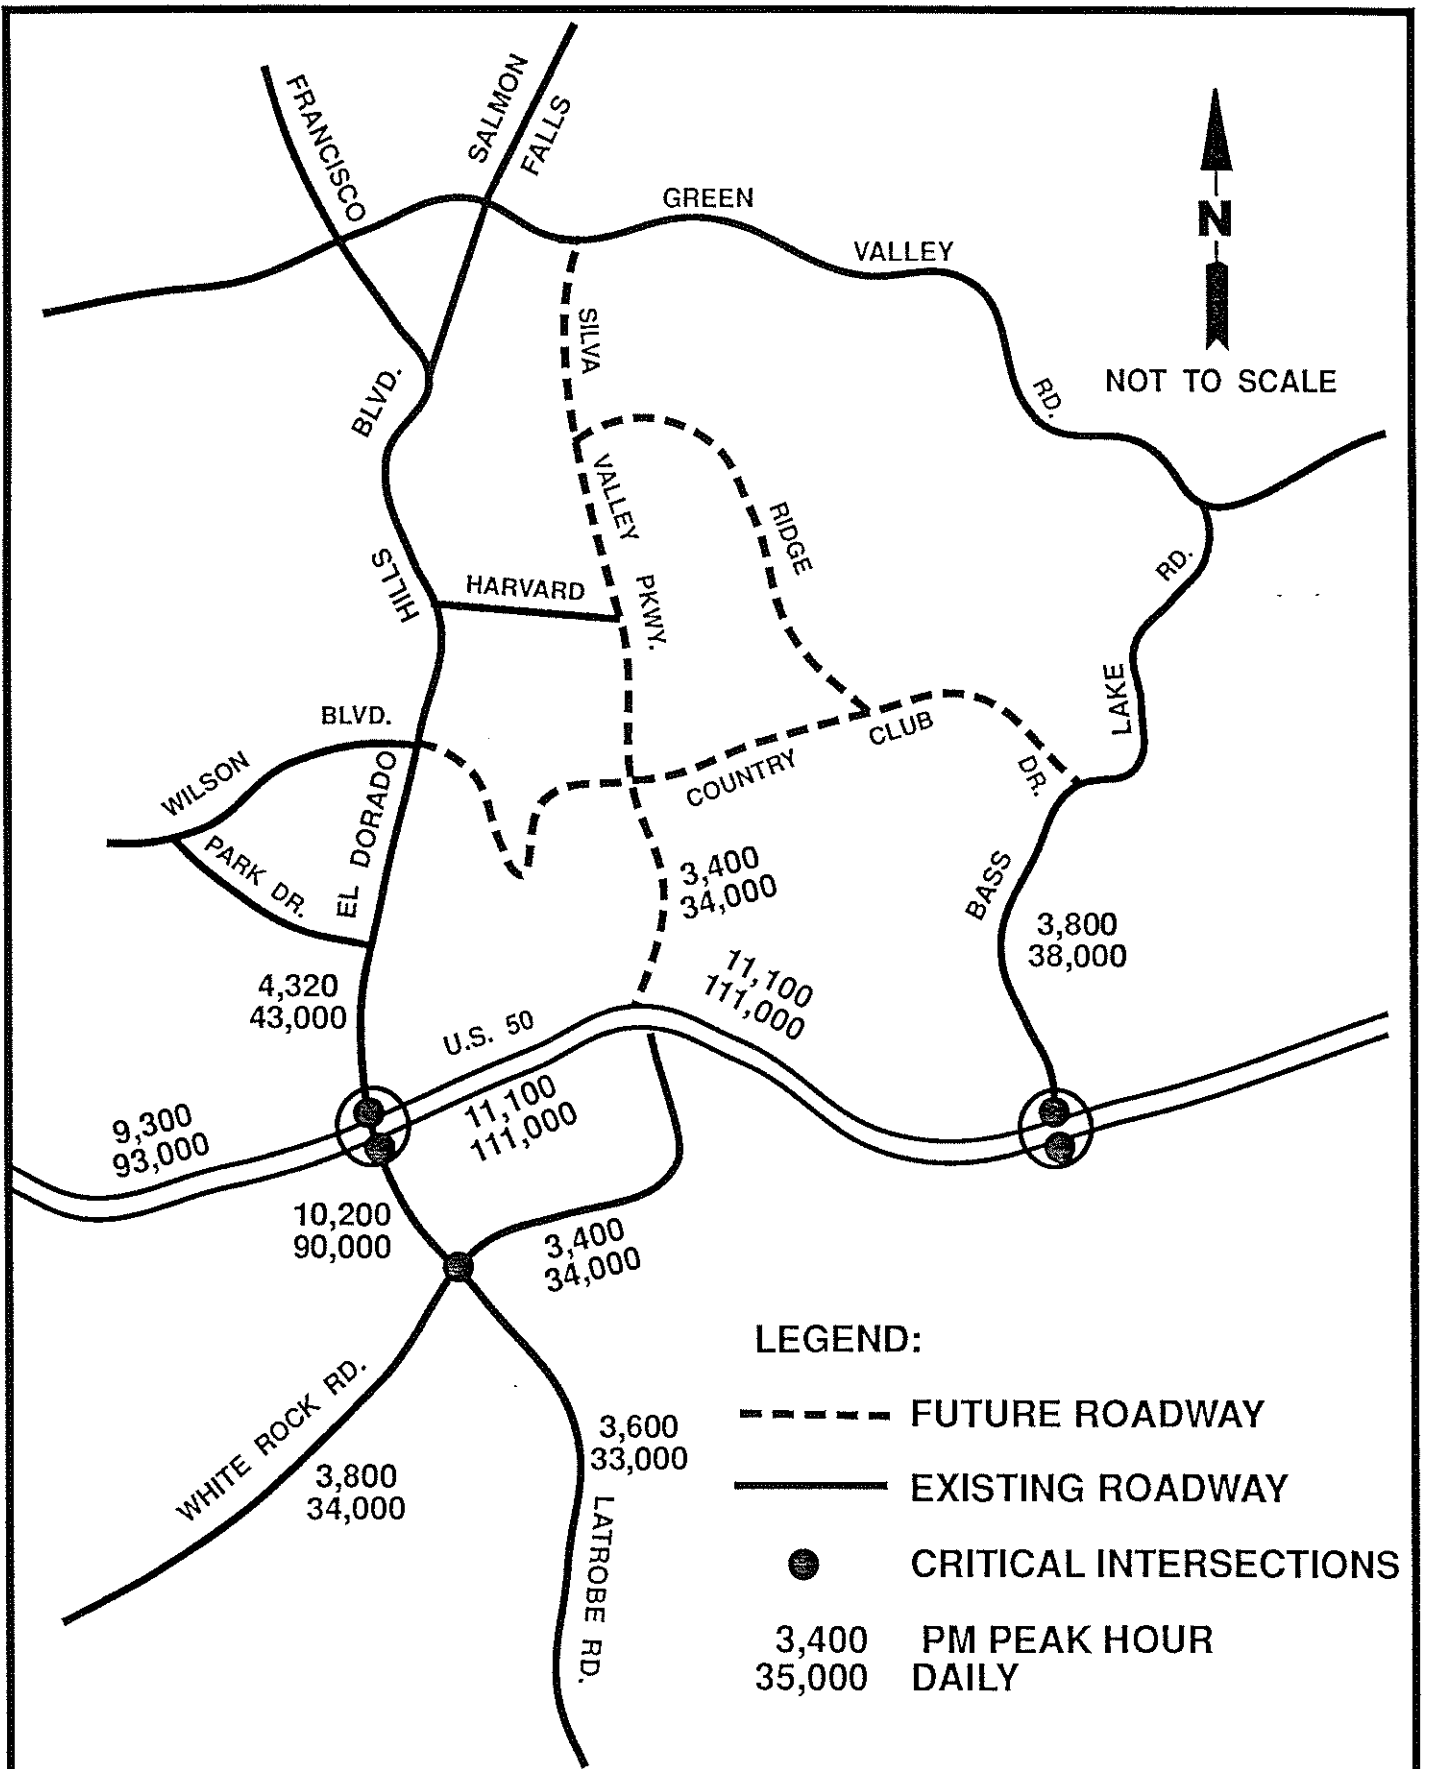 FRANCISCO
SALMON
FALLS
GREEN
VALLEY
RD.
N
NOT TO SCALE
SILVA
VALLEY
PKWY.
RIDGE
BLVD.
HILLS
HARVARD
RD.
LAKE
BLVD.
WILSON
PARK DR.
EL DORADO
COUNTRY
CLUB
DR.
BASS
3,400
34,000
3,800
38,000
4,320
43,000
U.S. 50
11,100
111,000
9,300
93,000
11,100
111,000
10,200
90,000
3,400
34,000
WHITE ROCK RD.
3,800
34,000
3,600
33,000
LATROBE RD.
LEGEND:
FUTURE ROADWAY
EXISTING ROADWAY
CRITICAL INTERSECTIONS
3,400 PM PEAK HOUR
35,000 DAILY